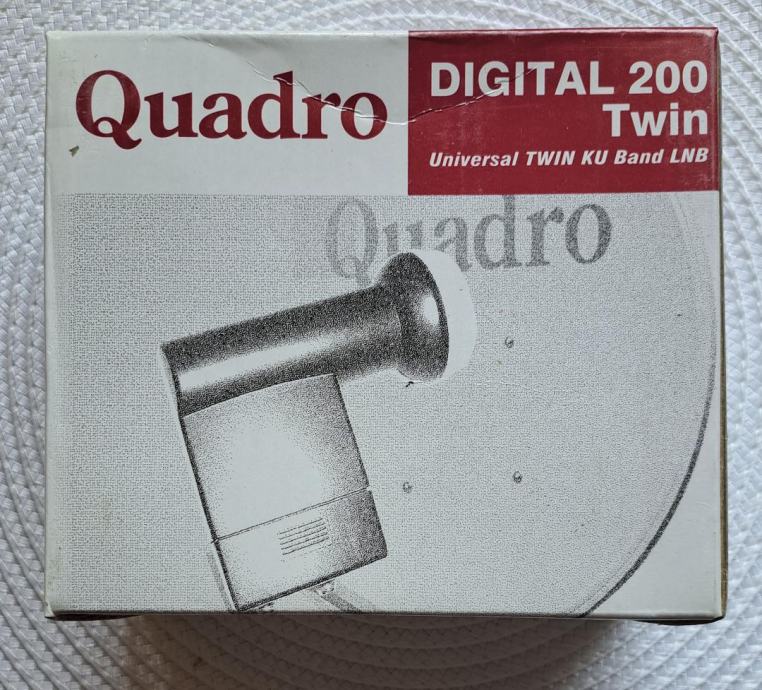 Quadro
DIGITAL 200
Twin
Universal TWIN KU Band LNB
Quadro